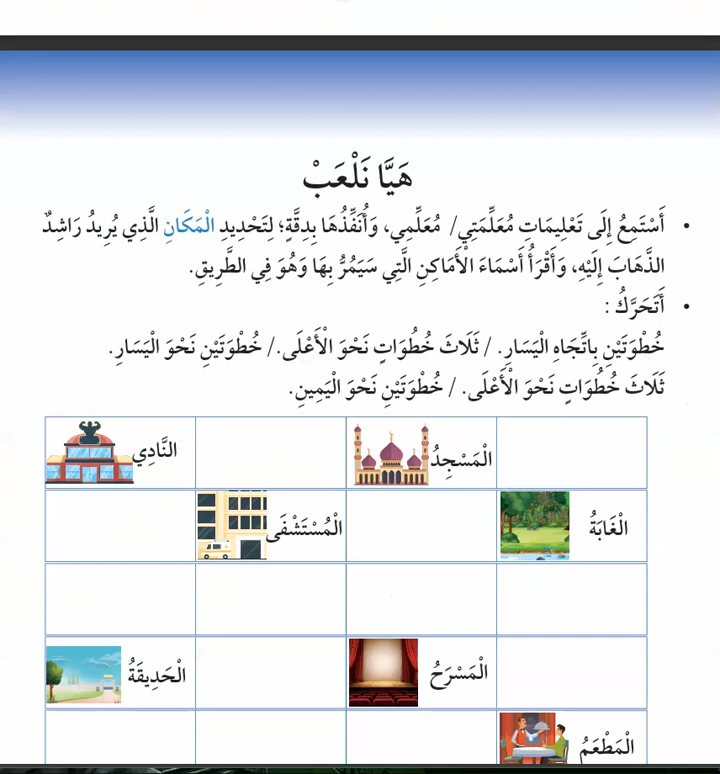 هَيَّا نَلْعَبْ
• أَسْتَمِعُ إِلَى تَعْلِيمَاتِ مُعَلِّمَتِي/ مُعَلِّمِي، وَأُنَفِّذُهَا بِدِقَّةٍ؛ لِتَحْدِيدِ الْمَكَانِ الَّذِي يُرِيدُ رَاشِدٌ
الذَّهَابَ إِلَيْهِ، وَأَقْرَأُ أَسْمَاءَ الْأَمَاكِنِ الَّتِي سَيَمُرُّ بِهَا وَهُوَ فِي الطَّرِيقِ.
• أَتَحَرَّكُ :
خُطْوَتَيْنِ بِاتِّجَاهِ الْيَسَارِ. / ثَلَاثَ خُطُوَاتٍ نَحْوَ الْأَعْلَى./ خُطْوَتَيْنِ نَحْوَ الْيَسَارِ.
ثَلَاثَ خُطُوَاتٍ نَحْوَ الْأَعْلَى. / خُطْوَتَيْنِ نَحْوَ الْيَمِينِ.
الْمَسْجِدُ النَّادِي
الْغَابَةُ الْمُسْتَشْفَى
الْمَسْرَحُ الْحَدِيقَةُ
الْمَطْعَمُ